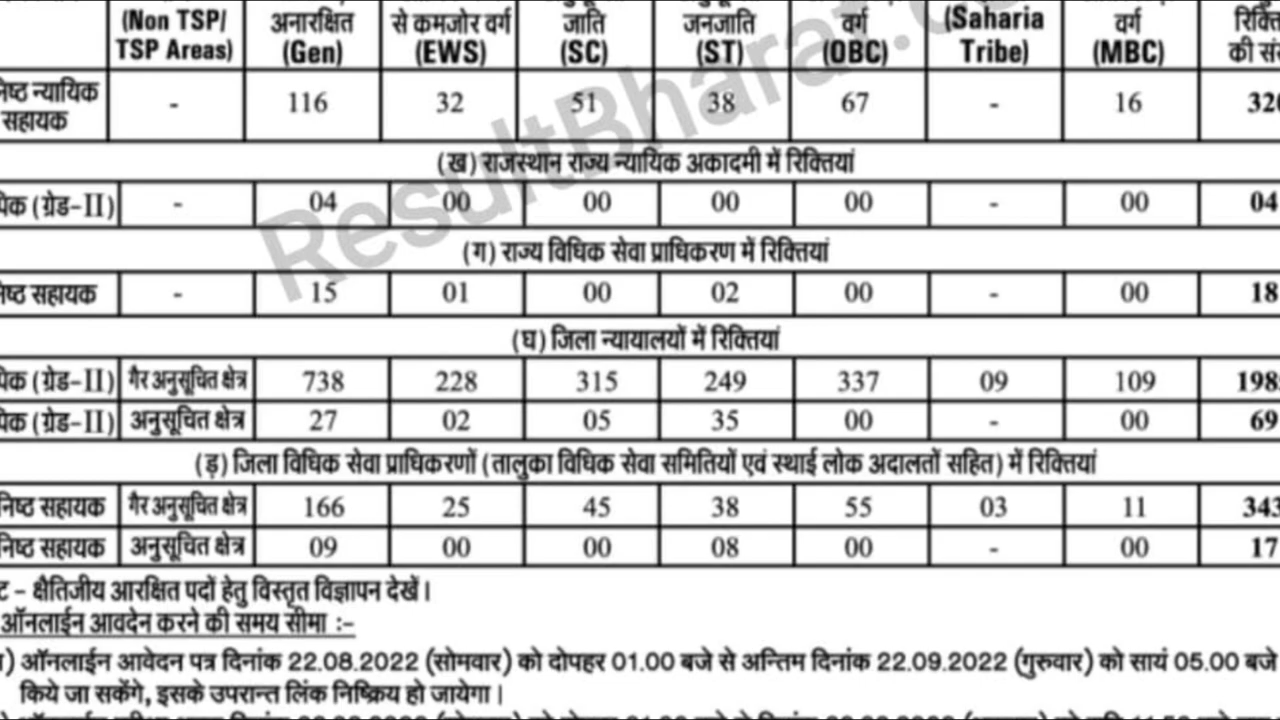 (Non TSP/ अनारक्षित से कमजोर वर्ग जाति जनजाति वर्ग (Saharia वर्ग
TSP Areas) (Gen) (EWS) (SC) (ST) (OBC) Tribe) (MBC) की
न्यायिक - 116 32 51 38 67 - 16
सहायक
(ख) राजस्थान राज्य न्यायिक अकादमी में रिक्तियां
(ग्रेड-II) - 04 00 00 00 00 - 00 04
(ग) राज्य विधिक सेवा प्राधिकरण में रिक्तियां
सहायक - 15 01 00 02 00 - 00 18
(घ) जिला न्यायालयों में रिक्तियां
(ग्रेड-II) गैर अनुसूचित क्षेत्र 738 228 315 249 337 09 109 198
(ग्रेड-II) अनुसूचित क्षेत्र 27 02 05 35 00 - 00 69
(ड़) जिला विधिक सेवा प्राधिकरणों (तालुका विधिक सेवा समितियों एवं स्थाई लोक अदालतों सहित) में रिक्तियां
निष्ठ सहायक गैर अनुसूचित क्षेत्र 166 25 45 38 55 03 11 343
निष्ठ सहायक अनुसूचित क्षेत्र 09 00 00 08 00 - 00 17
ट - क्षैतिजीय आरक्षित पदों हेतु विस्तृत विज्ञापन देखें।
ऑनलाईन आवदेन करने की समय सीमा :-
) ऑनलाईन आवेदन पत्र दिनांक 22.08.2022 (सोमवार) को दोपहर 01.00 बजे से अन्तिम दिनांक 22.09.2022 (गुरुवार) को सायं 05.00 बजे
किये जा सकेंगे, इसके उपरान्त लिंक निष्क्रिय हो जायेगा।
ResultBharat.co